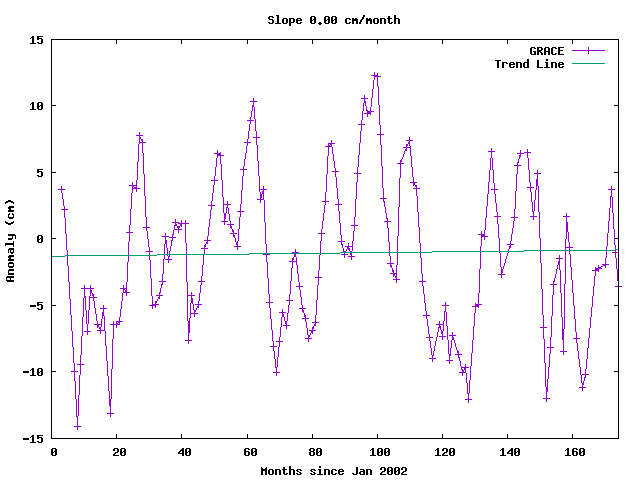 Slope 0.00 cm/month
GRACE
Trend Line
15
10
5
0
-5
-10
-15
Anomaly (cm)
0 20 40 60 80 100 120 140 160
Months since Jan 2002